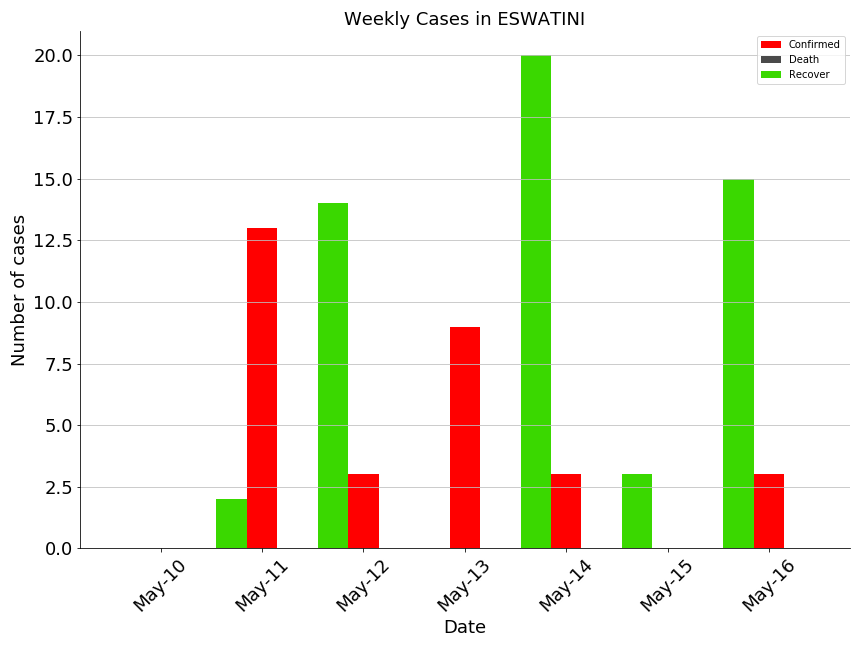 Weekly Cases in ESWATINI
Confirmed
Death
Recover
Number of cases
20.0
17.5
15.0
12.5
10.0
7.5
5.0
2.5
0.0
May-10
May-11
May-12
May-13
May-14
May-15
May-16
Date